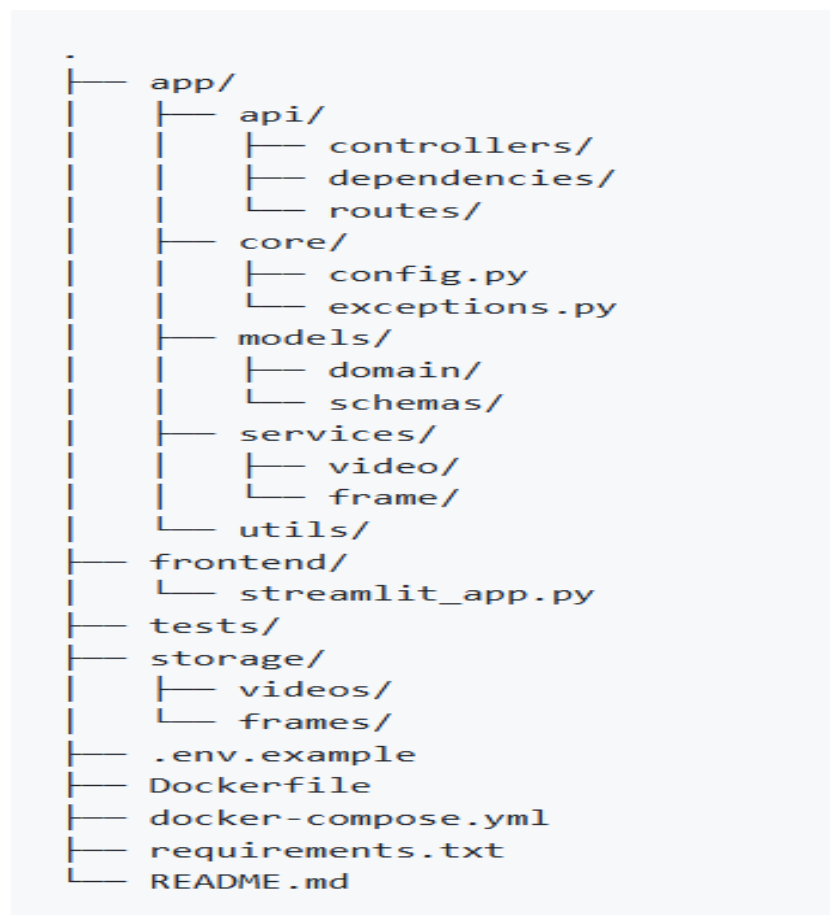 .
├── app/
│   ├── api/
│   │   ├── controllers/
│   │   ├── dependencies/
│   │   └── routes/
│   ├── core/
│   │   ├── config.py
│   │   └── exceptions.py
│   ├── models/
│   │   ├── domain/
│   │   └── schemas/
│   ├── services/
│   │   ├── video/
│   │   └── frame/
│   └── utils/
├── frontend/
│   └── streamlit_app.py
├── tests/
├── storage/
│   ├── videos/
│   └── frames/
├── .env.example
├── Dockerfile
├── docker-compose.yml
├── requirements.txt
└── README.md